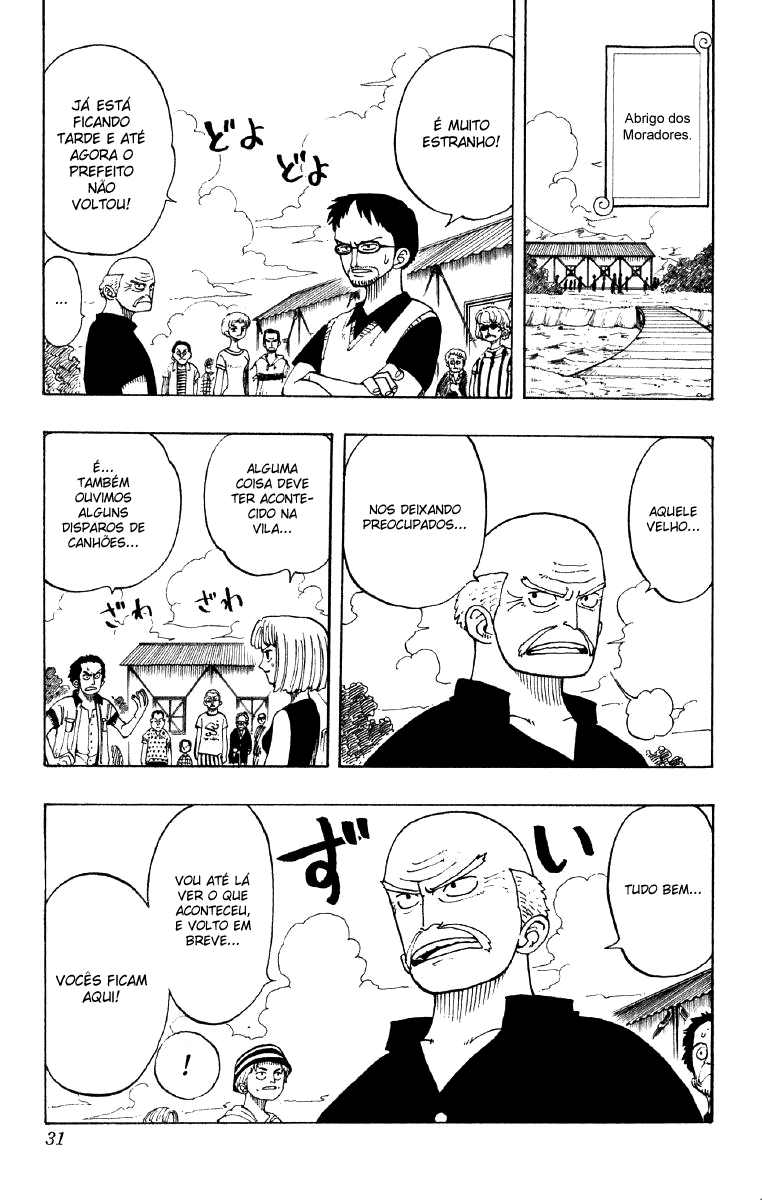 Abrigo dos
Moradores.
É MUITO
ESTRANHO!
どよ
どよ
JÁ ESTÁ
FICANDO
TARDE E ATÉ
AGORA O
PREFEITO
NÃO
VOLTOU!
...
AQUELE
VELHO...
NOS DEIXANDO
PREOCUPADOS...
ALGUMA
COISA DEVE
TER ACONTE-
CIDO NA
VILA...
É...
TAMBÉM
OUVIMOS
ALGUNS
DISPAROS DE
CANHÕES...
ざわ
ざわ
TUDO BEM...
ずい
VOU ATÉ LÁ
VER O QUE
ACONTECEU,
E VOLTO EM
BREVE...
VOCÊS FICAM
AQUI!
!
31